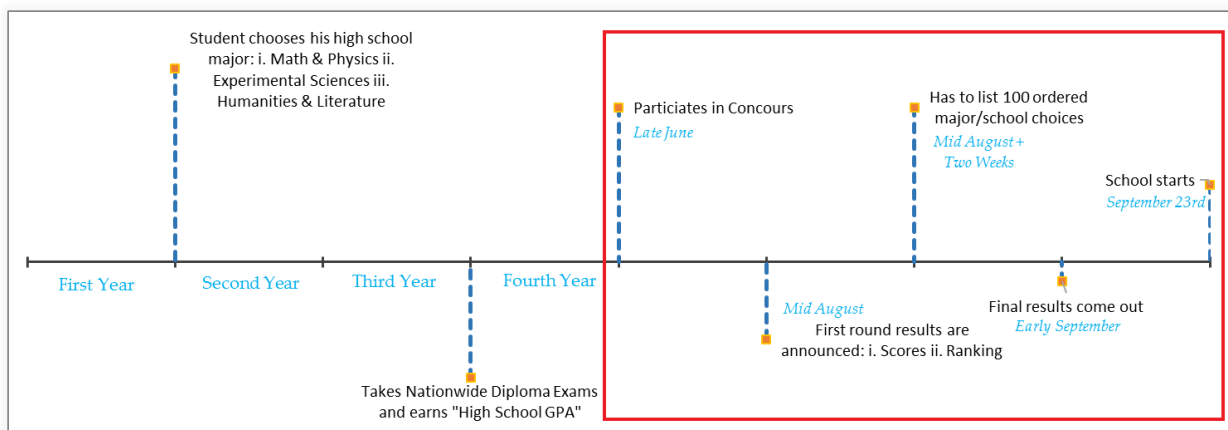 Student chooses his high school
major: i. Math & Physics ii.
Experimental Sciences iii.
Humanities & Literature
Particiates in Concours
Late June
Has to list 100 ordered
major/school choices
Mid August +
Two Weeks
School starts
September 23rd
First Year
Second Year
Third Year
Fourth Year
Mid August
First round results are
announced: i. Scores ii. Ranking
Final results come out
Early September
Takes Nationwide Diploma Exams
and earns "High School GPA"